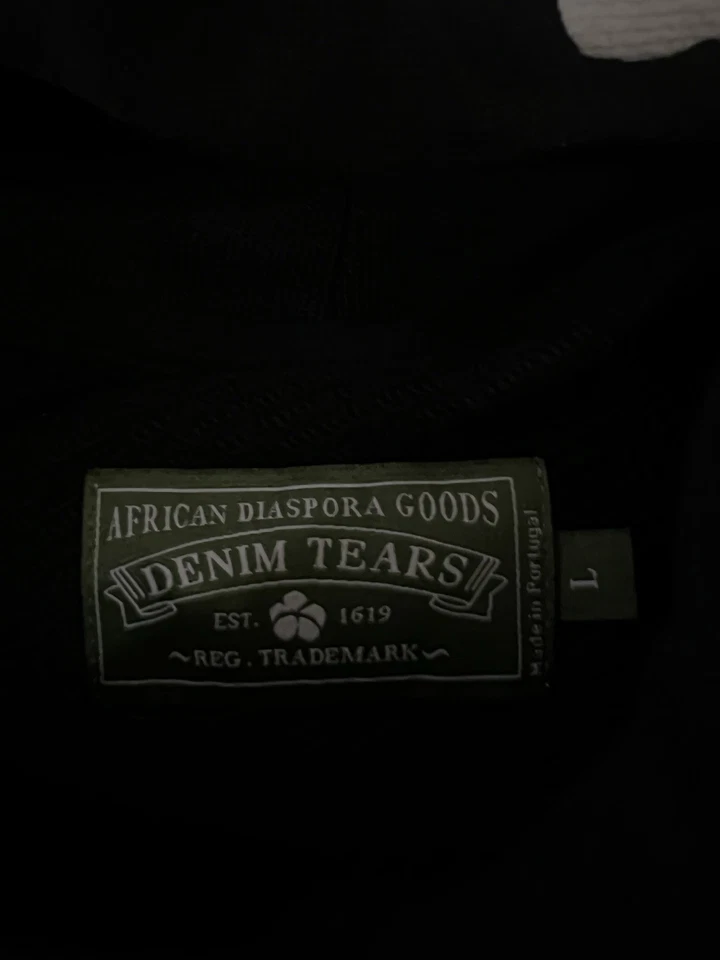 AFRICAN DIASPORA GOODS
DENIM TEARS
EST. 1619
~REG. TRADEMARK~
Made in Portugal
L